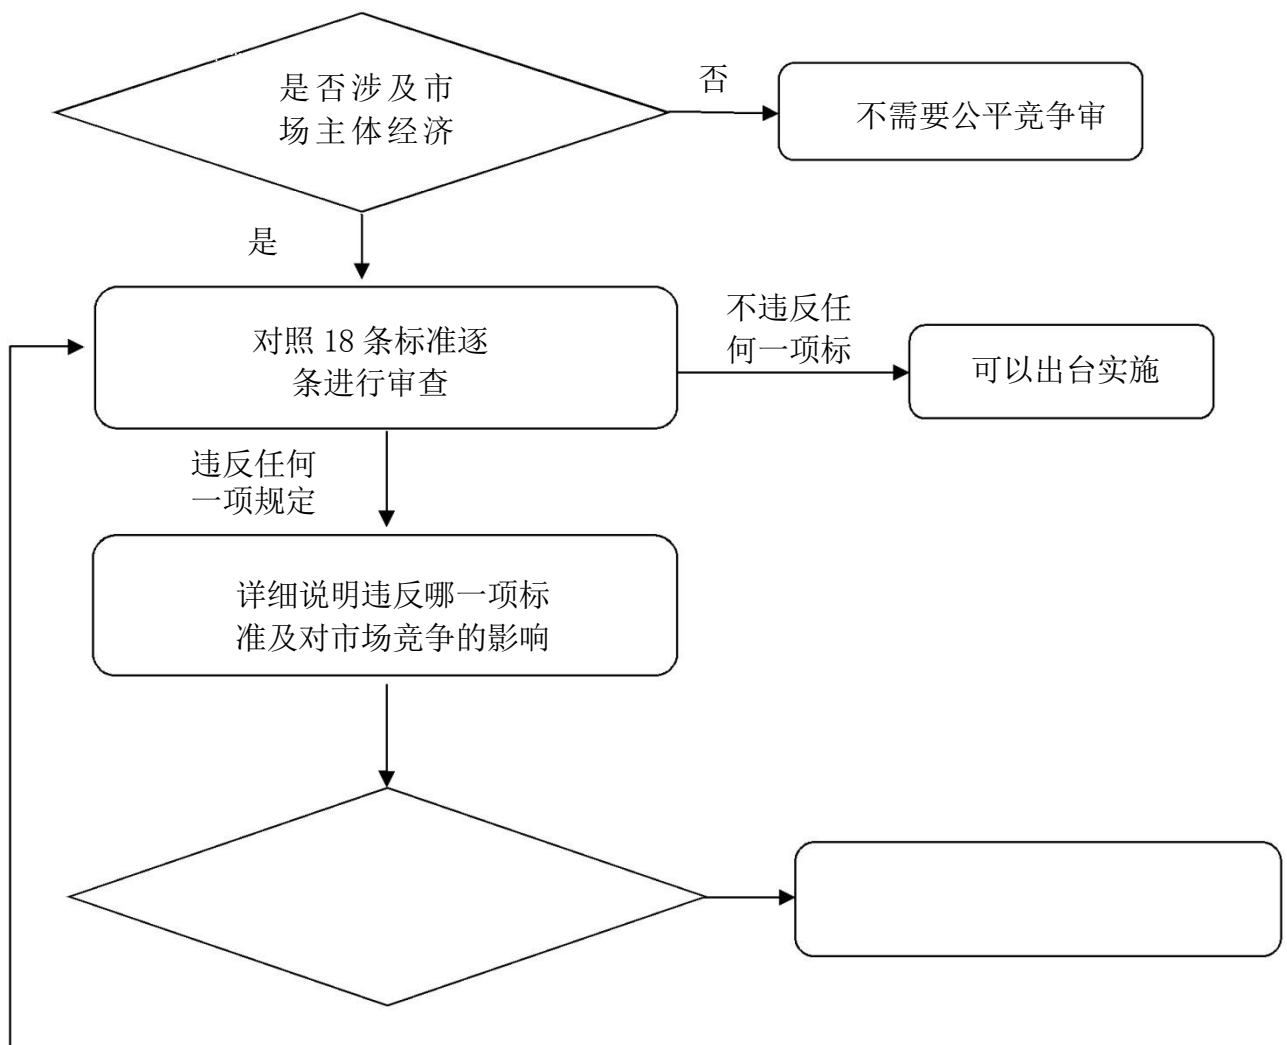 是否涉及市
场主体经济
否
不需要公平竞争审
是
对照 18 条标准逐
条进行审查
不违反任
何一项标
可以出台实施
违反任何
一项规定
详细说明违反哪一项标
准及对市场竞争的影响